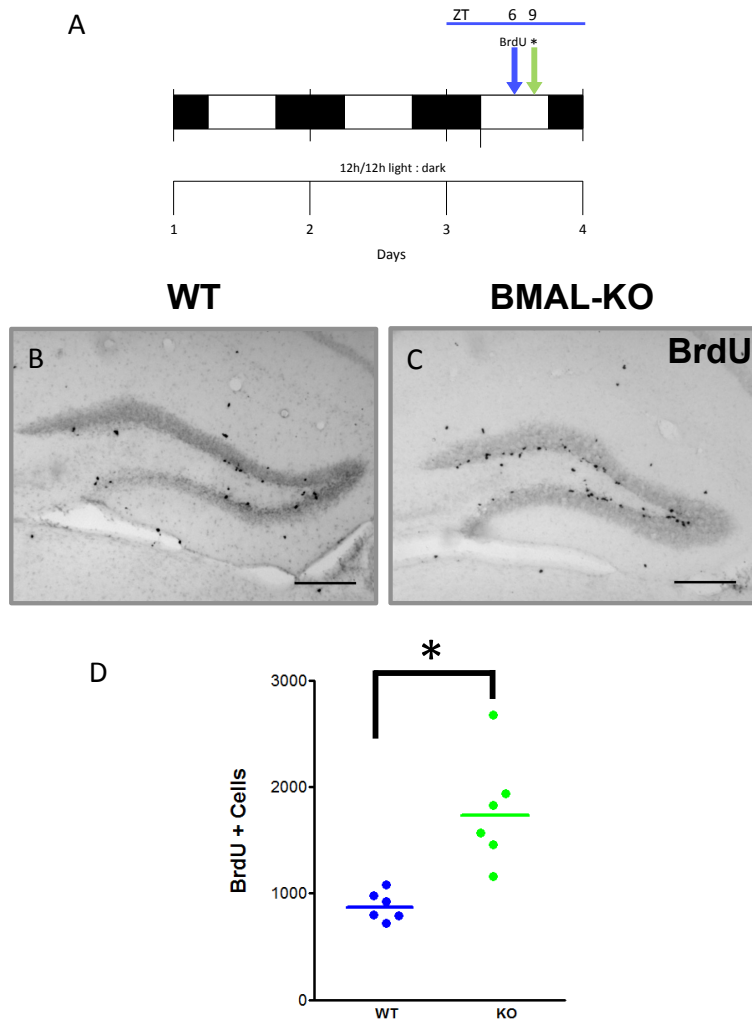 A
ZT 6 9
BrdU *
12h/12h light : dark
1 2 3 4
Days
WT BMAL-KO
B C BrdU
D
*
3000
2000
1000
0
BrdU + Cells
WT KO